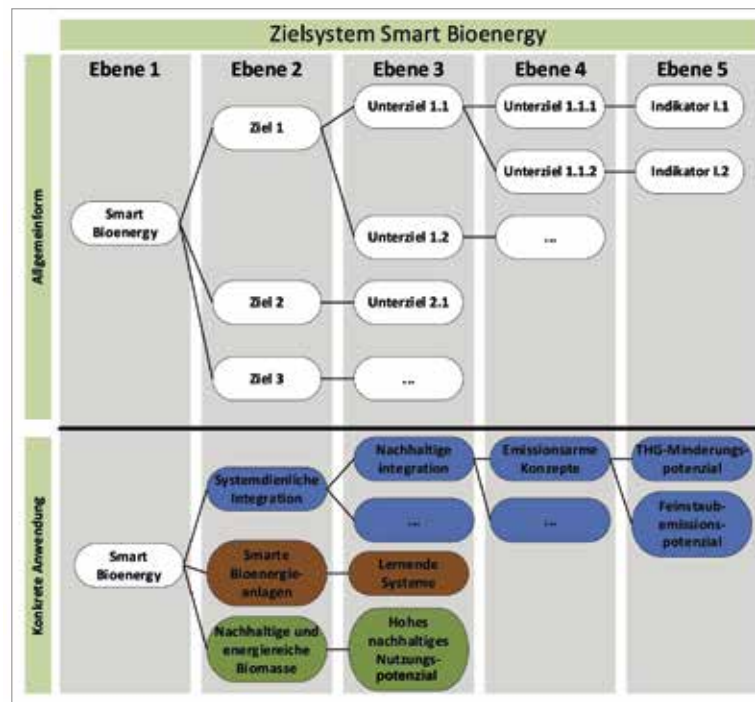 Zielsystem Smart Bioenergy
Ebene 1
Ebene 2
Ebene 3
Ebene 4
Ebene 5
Allgemeinform
Smart
Bioenergy
Ziel 1
Unterziel 1.1
Unterziel 1.1.1
Indikator I.1
Unterziel 1.1.2
Indikator I.2
Unterziel 1.2
...
Ziel 2
Unterziel 2.1
Ziel 3
...
Konkrete Anwendung
Smart
Bioenergy
Systemdienliche
Integration
Nachhaltige
integration
Emissionsarme
Konzepte
THG-Minderungs-
potenzial
...
...
Feinstaub-
emissions-
potenzial
Smarte
Bioenergie-
anlagen
Lernende
Systeme
Nachhaltige und
energiereiche
Biomasse
Hohes
nachhaltiges
Nutzungs-
potenzial